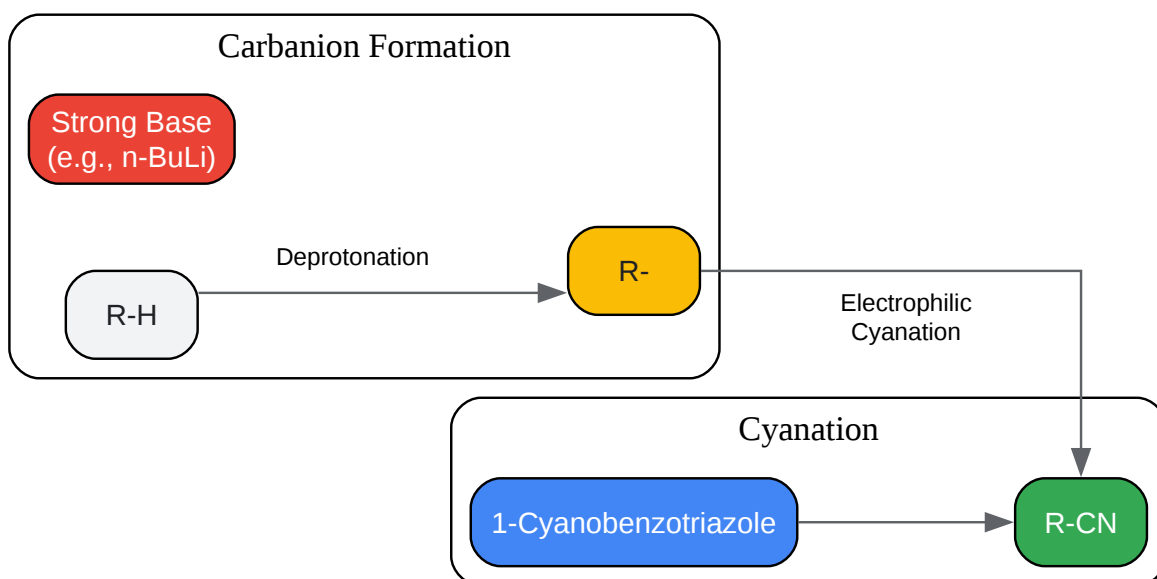 Carbanion Formation
Strong Base
(e.g., n-BuLi)
Deprotonation
R-
R-H
Electrophilic
Cyanation
Cyanation
1-Cyanobenzotriazole
R-CN